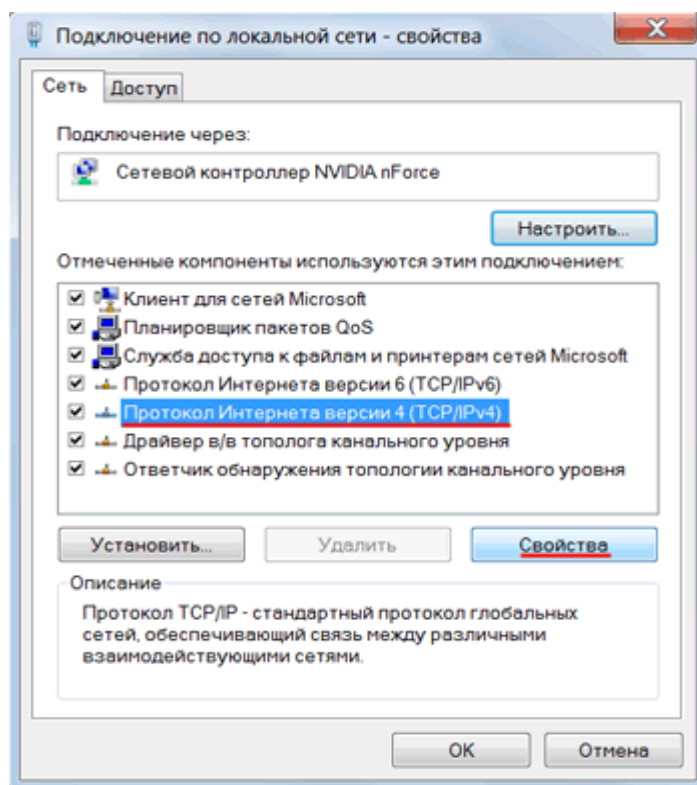 Подключение по локальной сети - свойства
X
Сеть Доступ
Подключение через:
Сетевой контроллер NVIDIA nForce
Настроить...
Отмеченные компоненты используются этим подключением:
Клиент для сетей Microsoft
Планировщик пакетов QoS
Служба доступа к файлам и принтерам сетей Microsoft
Протокол Интернета версии 6 (TCP/IPv6)
Протокол Интернета версии 4 (TCP/IPv4)
Драйвер в/в тополога канального уровня
Ответчик обнаружения топологии канального уровня
Установить... Удалить Свойства
Описание
Протокол TCP/IP - стандартный протокол глобальных
сетей, обеспечивающий связь между различными
взаимодействующими сетями.
OK Отмена